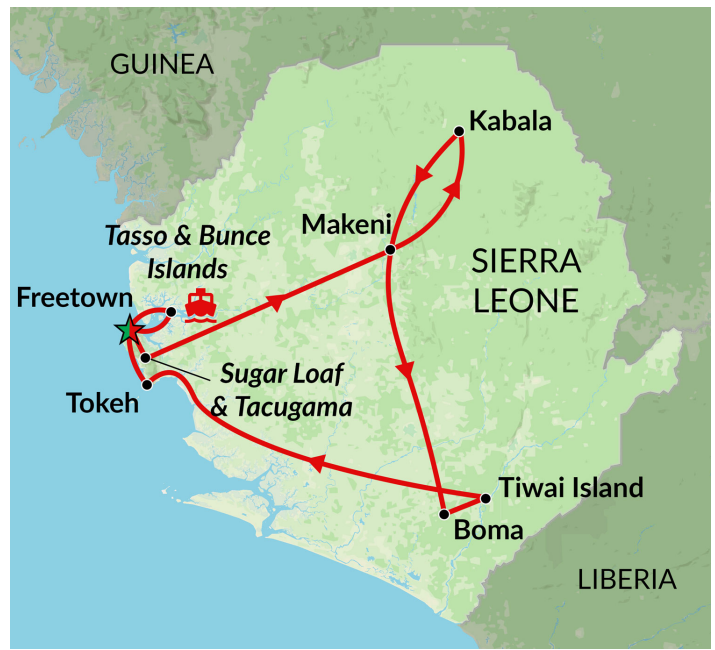 GUINEA
Kabala
Makeni
Tasso & Bunce
Islands
SIERRA
LEONE
Freetown
Sugar Loaf
& Tacugama
Tokeh
Tiwai Island
Boma
LIBERIA